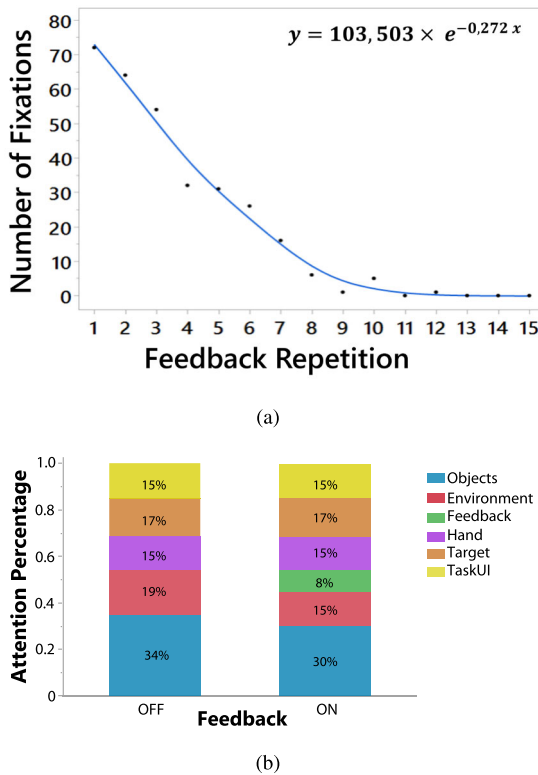 y = 103,503 × e^{-0,272 x}
Number of Fixations
80
70
60
50
40
30
20
10
0
1 2 3 4 5 6 7 8 9 10 11 12 13 14 15
Feedback Repetition
(a)
Attention Percentage
1.0
0.8
0.6
0.4
0.2
0
15%
17%
15%
19%
34%
15%
17%
15%
8%
15%
30%
OFF ON
Feedback
Objects
Environment
Feedback
Hand
Target
TaskUI
(b)